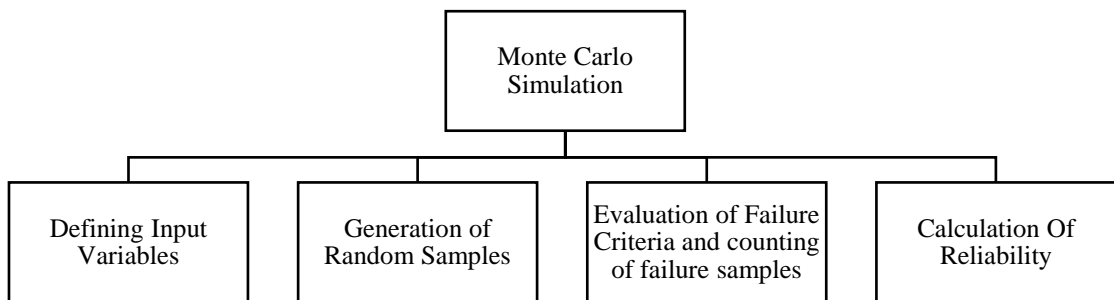 Monte Carlo
Simulation
Defining Input
Variables
Generation of
Random Samples
Evaluation of Failure
Criteria and counting
of failure samples
Calculation Of
Reliability